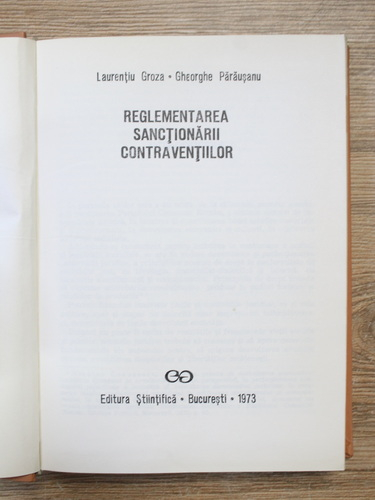 Laurențiu Groza • Gheorghe Părăușanu
REGLEMENTAREA
SANCȚIONĂRII
CONTRAVENȚIILOR
Editura Științifică • București • 1973